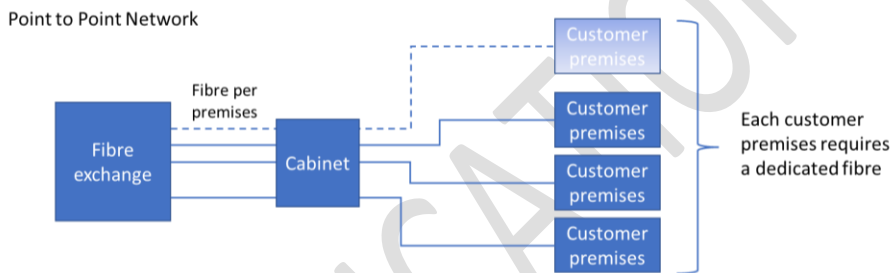 Point to Point Network
Customer
premises
Fibre per
premises
Customer
premises
Fibre
exchange
Cabinet
Customer
premises
Customer
premises
Each customer
premises requires
a dedicated fibre